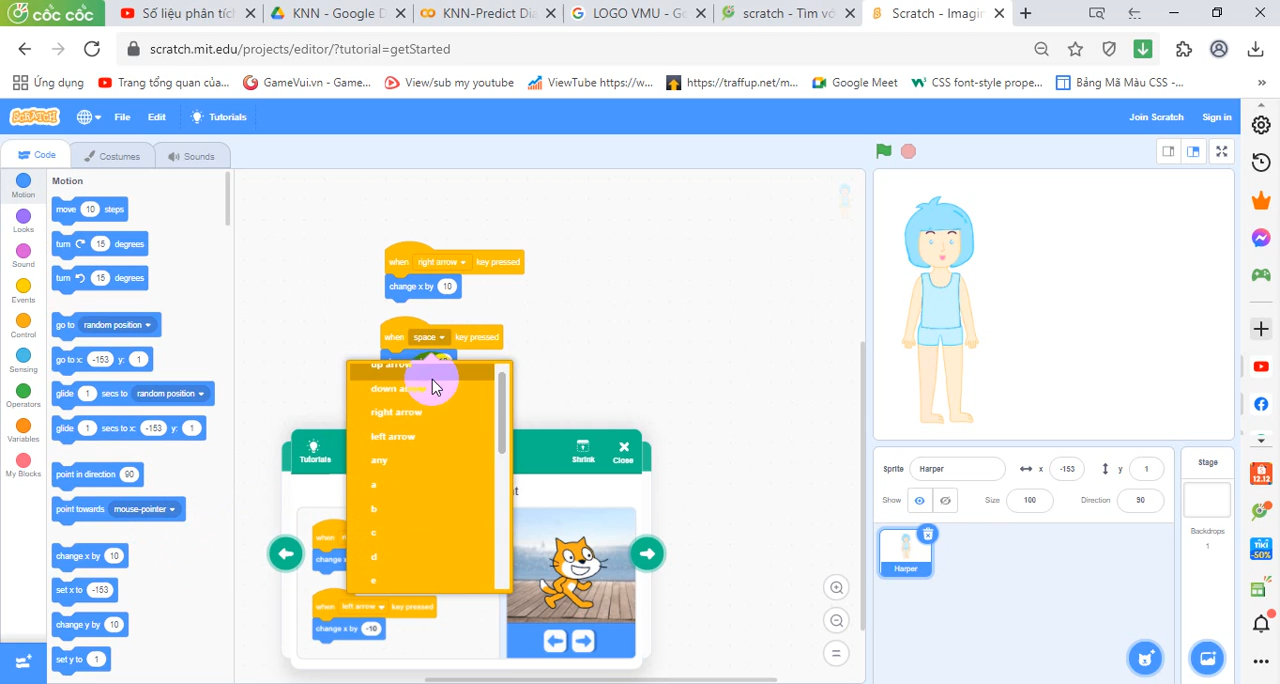 CỐC CỐC
Số liệu phân tích
KNN - Google D
KNN-Predict Dia
LOGO VMU - Go
scratch - Tìm vớ
Scratch - Imagin
scratch.mit.edu/projects/editor/?tutorial=getStarted
Ứng dụng
Trang tổng quan của...
GameVui.vn - Game...
View/sub my youtube
ViewTube https://w...
https://traffup.net/m...
Google Meet
CSS font-style prope...
Bảng Mã Màu CSS -...
SCRATCH
File
Edit
Tutorials
Join Scratch
Sign in
Code
Costumes
Sounds
Motion
Looks
Sound
Events
Control
Sensing
Operators
Variables
My Blocks
Motion
move 10 steps
turn 15 degrees
turn 15 degrees
go to random position
go to x: -153 y: 1
glide 1 secs to random position
glide 1 secs to x: -153 y: 1
point in direction 90
point towards mouse-pointer
change x by 10
set x to -153
change y by 10
set y to 1
when right arrow key pressed
change x by 10
when space key pressed
up arrow
down arrow
right arrow
left arrow
any
a
b
c
d
e
Tutorials
Shrink
Close
when
change
when left arrow key pressed
change x by -10
Sprite
Harper
x
-153
y
1
Show
Size
100
Direction
90
Harper
Stage
Backdrops
1
12.12
TIKI
-50%